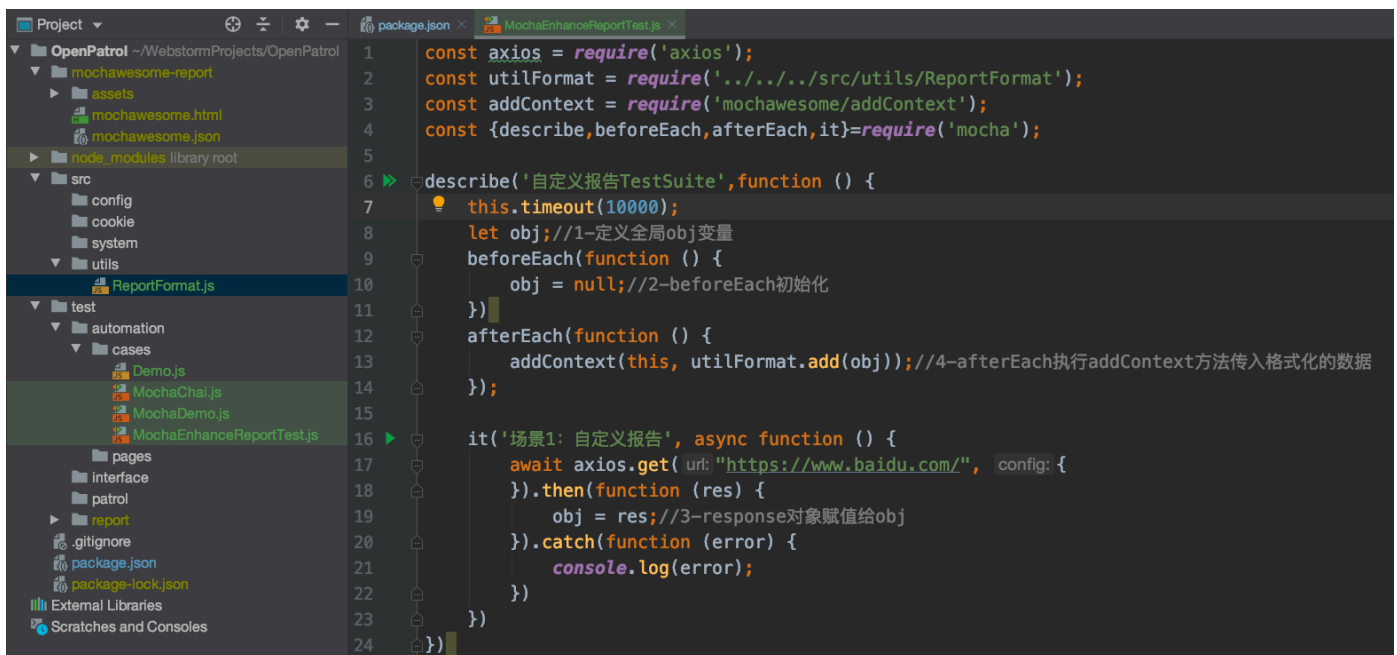 Project
OpenPatrol ~/WebstormProjects/OpenPatrol
mochawesome-report
assets
mochawesome.html
mochawesome.json
node_modules library root
src
config
cookie
system
utils
ReportFormat.js
test
automation
cases
Demo.js
MochaChai.js
MochaDemo.js
MochaEnhanceReportTest.js
pages
interface
patrol
report
.gitignore
package.json
package-lock.json
External Libraries
Scratches and Consoles
package.json × MochaEnhanceReportTest.js ×
1 const axios = require('axios');
2 const utilFormat = require('../../../src/utils/ReportFormat');
3 const addContext = require('mochawesome/addContext');
4 const {describe,beforeEach,afterEach,it}=require('mocha');
5
6 describe('自定义报告TestSuite',function () {
7 this.timeout(10000);
8 let obj;//1-定义全局obj变量
9 beforeEach(function () {
10 obj = null;//2-beforeEach初始化
11 })
12 afterEach(function () {
13 addContext(this, utilFormat.add(obj));//4-afterEach执行addContext方法传入格式化的数据
14 });
15
16 it('场景1: 自定义报告', async function () {
17 await axios.get( url: "https://www.baidu.com/", config: {
18 }).then(function (res) {
19 obj = res;//3-response对象赋值给obj
20 }).catch(function (error) {
21 console.log(error);
22 })
23 })
24 })